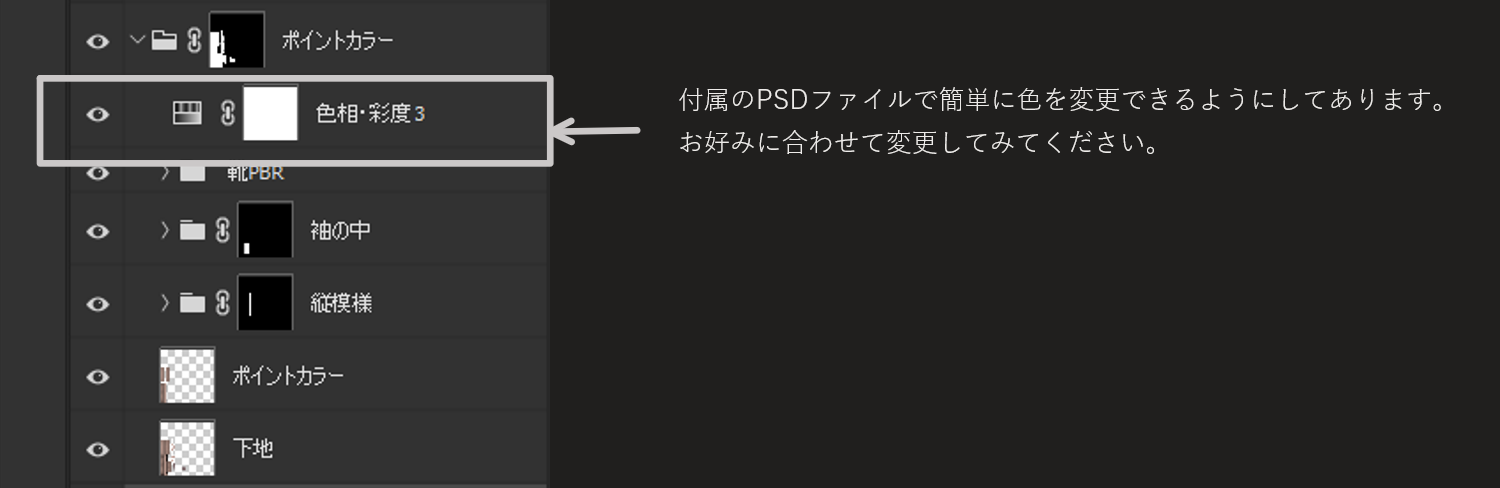 ポイントカラー
色相・彩度 3
付属のPSDファイルで簡単に色を変更できるようにしてあります。
お好みに合わせて変更してみてください。
靴PBR
袖の中
縦模様
ポイントカラー
下地